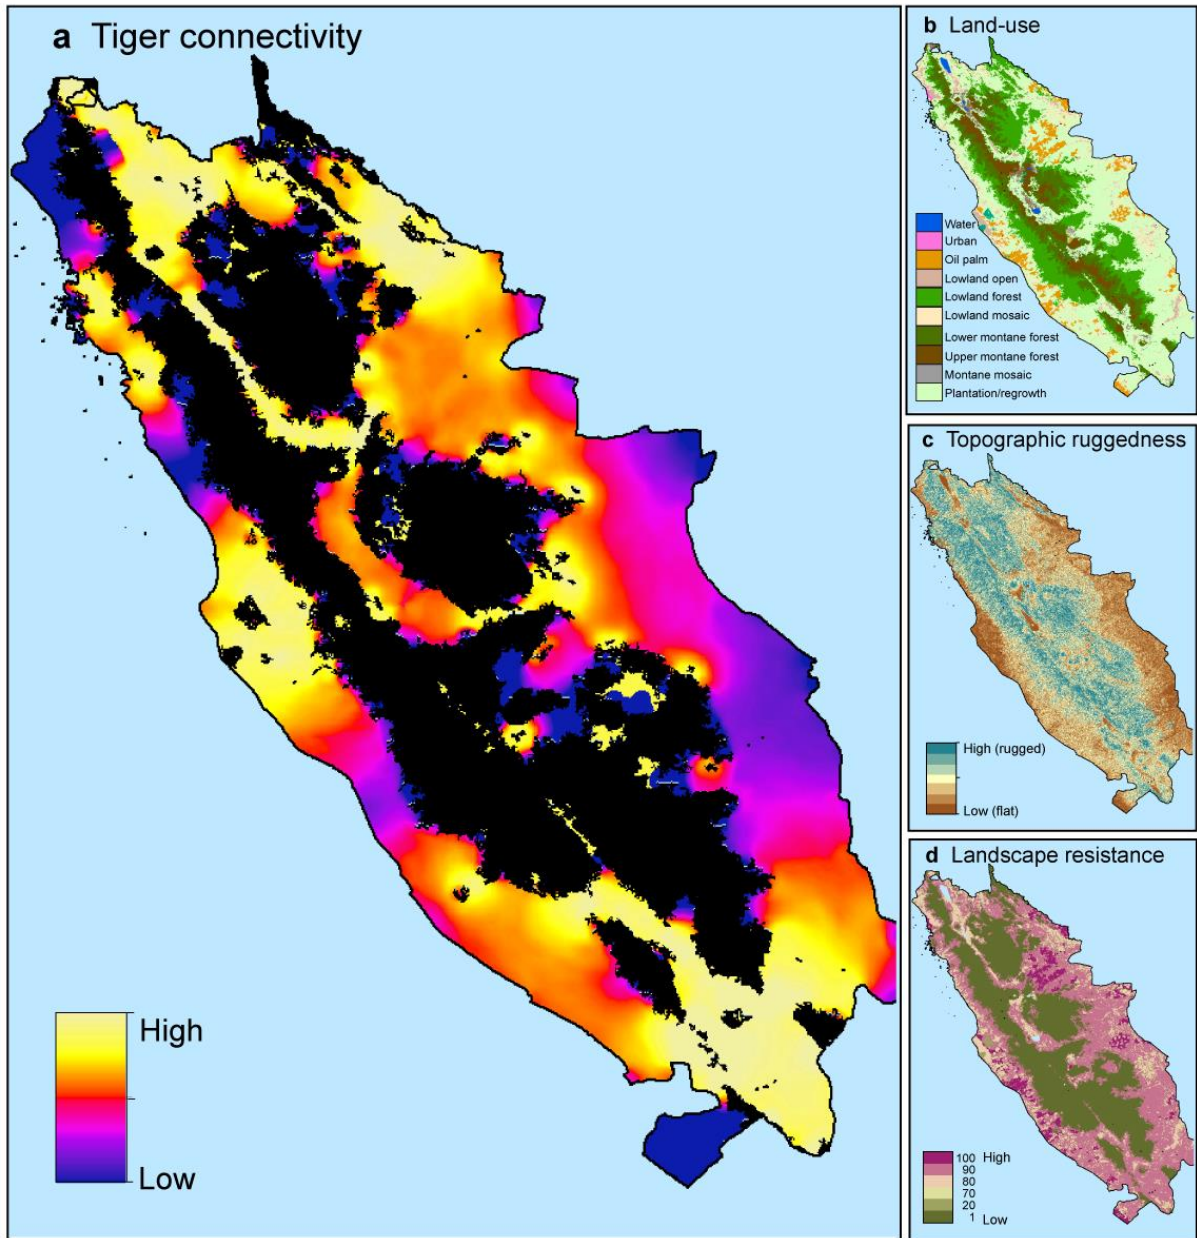 a Tiger connectivity
High
Low
b Land-use
Water
Urban
Oil palm
Lowland open
Lowland forest
Lowland mosaic
Lower montane forest
Upper montane forest
Montane mosaic
Plantation/regrowth
c Topographic ruggedness
High (rugged)
Low (flat)
d Landscape resistance
100 High
90
80
70
20
1 Low